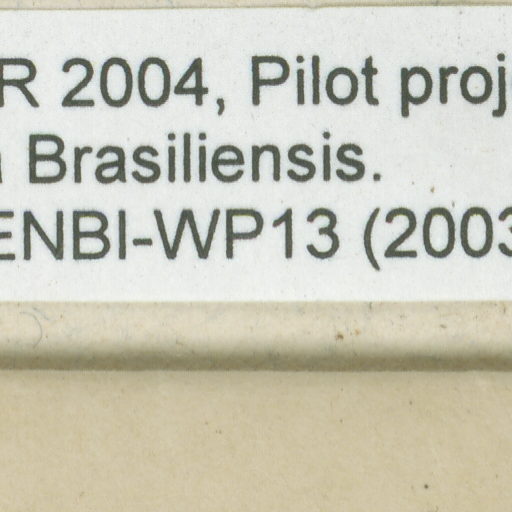 R 2004, Pilot proj
Brasiliensis.
ENBI-WP13 (2003